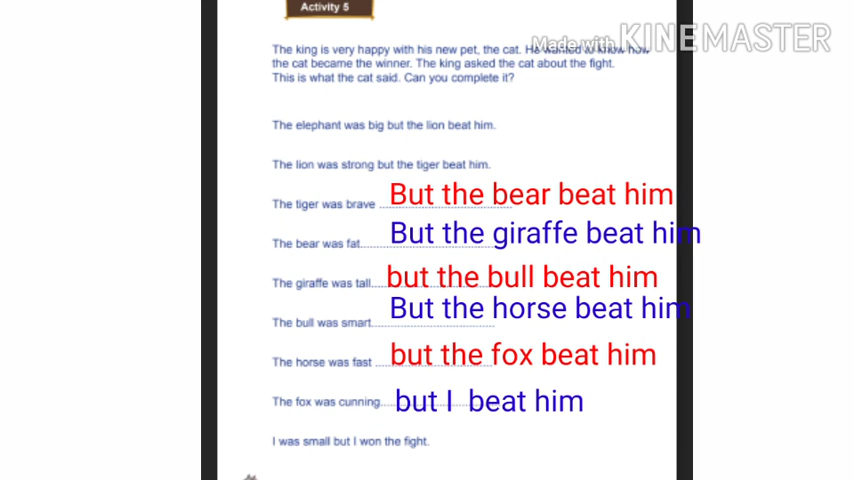 Activity 5
Made with KINEMASTER
The king is very happy with his new pet, the cat. He wanted to know how
the cat became the winner. The king asked the cat about the fight.
This is what the cat said. Can you complete it?
The elephant was big but the lion beat him.
The lion was strong but the tiger beat him.
The tiger was brave .................... But the bear beat him
The bear was fat.................... But the giraffe beat him
The giraffe was tall.................... but the bull beat him
The bull was smart.................... But the horse beat him
The horse was fast .................... but the fox beat him
The fox was cunning.................... but I beat him
I was small but I won the fight.